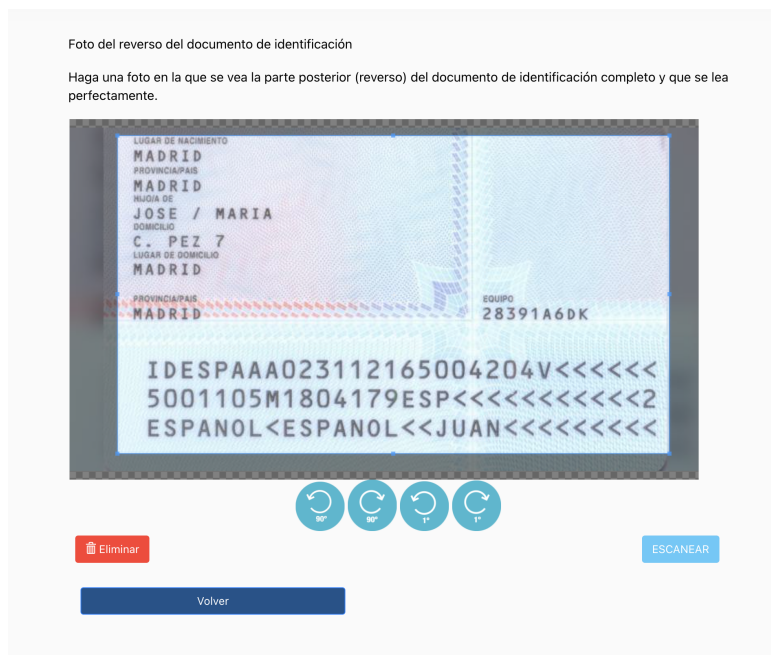 Foto del reverso del documento de identificación
Haga una foto en la que se vea la parte posterior (reverso) del documento de identificación completo y que se lea
perfectamente.
LUGAR DE NACIMIENTO
MADRID
PROVINCIA/PAIS
MADRID
HIJO/A DE
JOSE / MARIA
DOMICILIO
C. PEZ 7
LUGAR DE DOMICILIO
MADRID
PROVINCIA/PAIS
MADRID
EQUIPO
28391A6DK
IDESPAAA023112165004204V<<<<<<
5001105M1804179ESP<<<<<<<<<<<2
ESPANOL<ESPANOL<<JUAN<<<<<<<<<
90°
90°
1°
1°
Eliminar
ESCANEAR
Volver